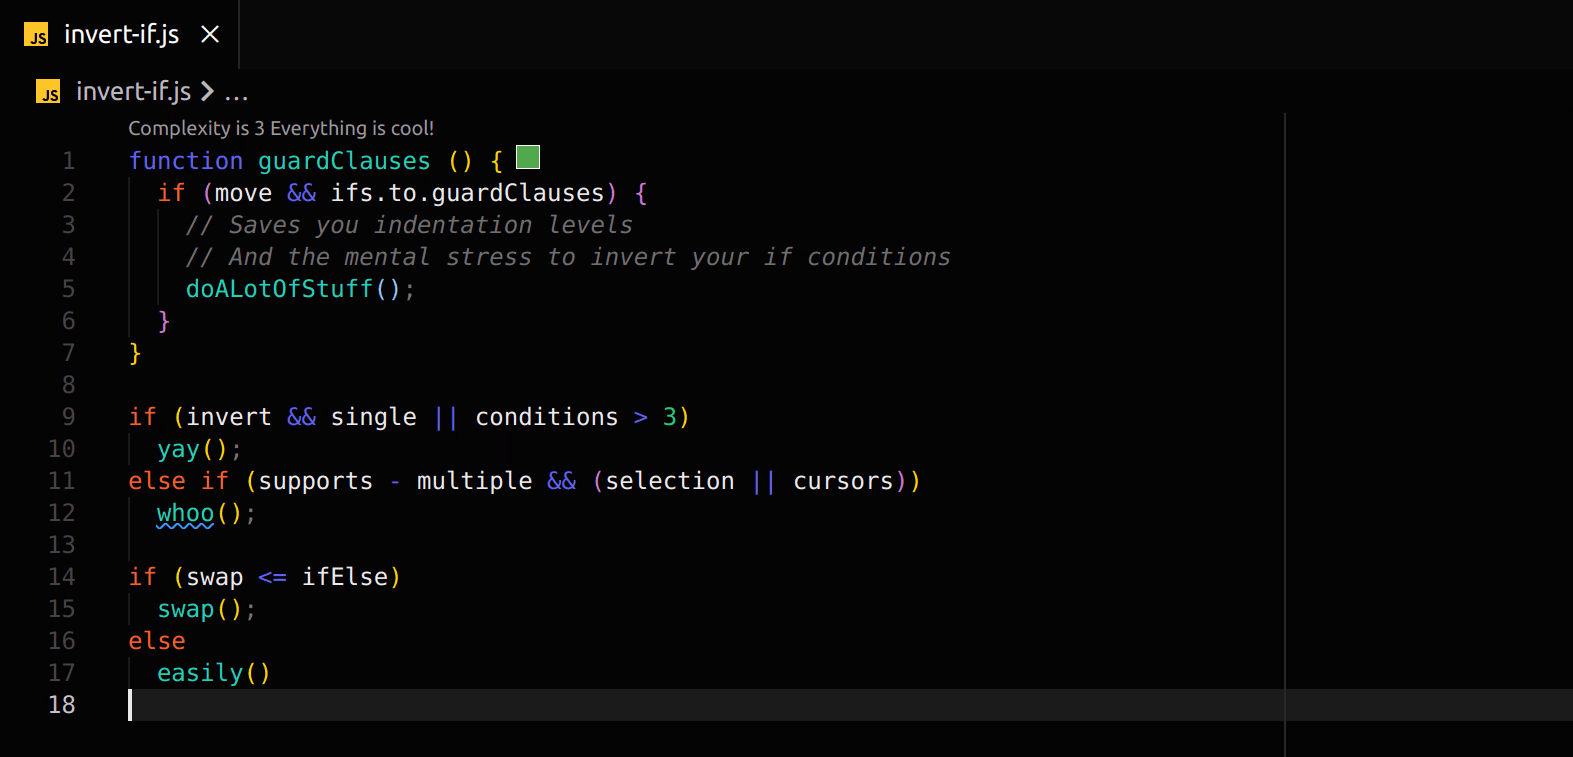 JS invert-if.js ×
JS invert-if.js > ...
Complexity is 3 Everything is cool!
1 function guardClauses () {
2   if (move && ifs.to.guardClauses) {
3     // Saves you indentation levels
4     // And the mental stress to invert your if conditions
5     doALotOfStuff();
6   }
7 }
8
9 if (invert && single || conditions > 3)
10   yay();
11 else if (supports - multiple && (selection || cursors))
12   whoo();
13
14 if (swap <= ifElse)
15   swap();
16 else
17   easily()
18